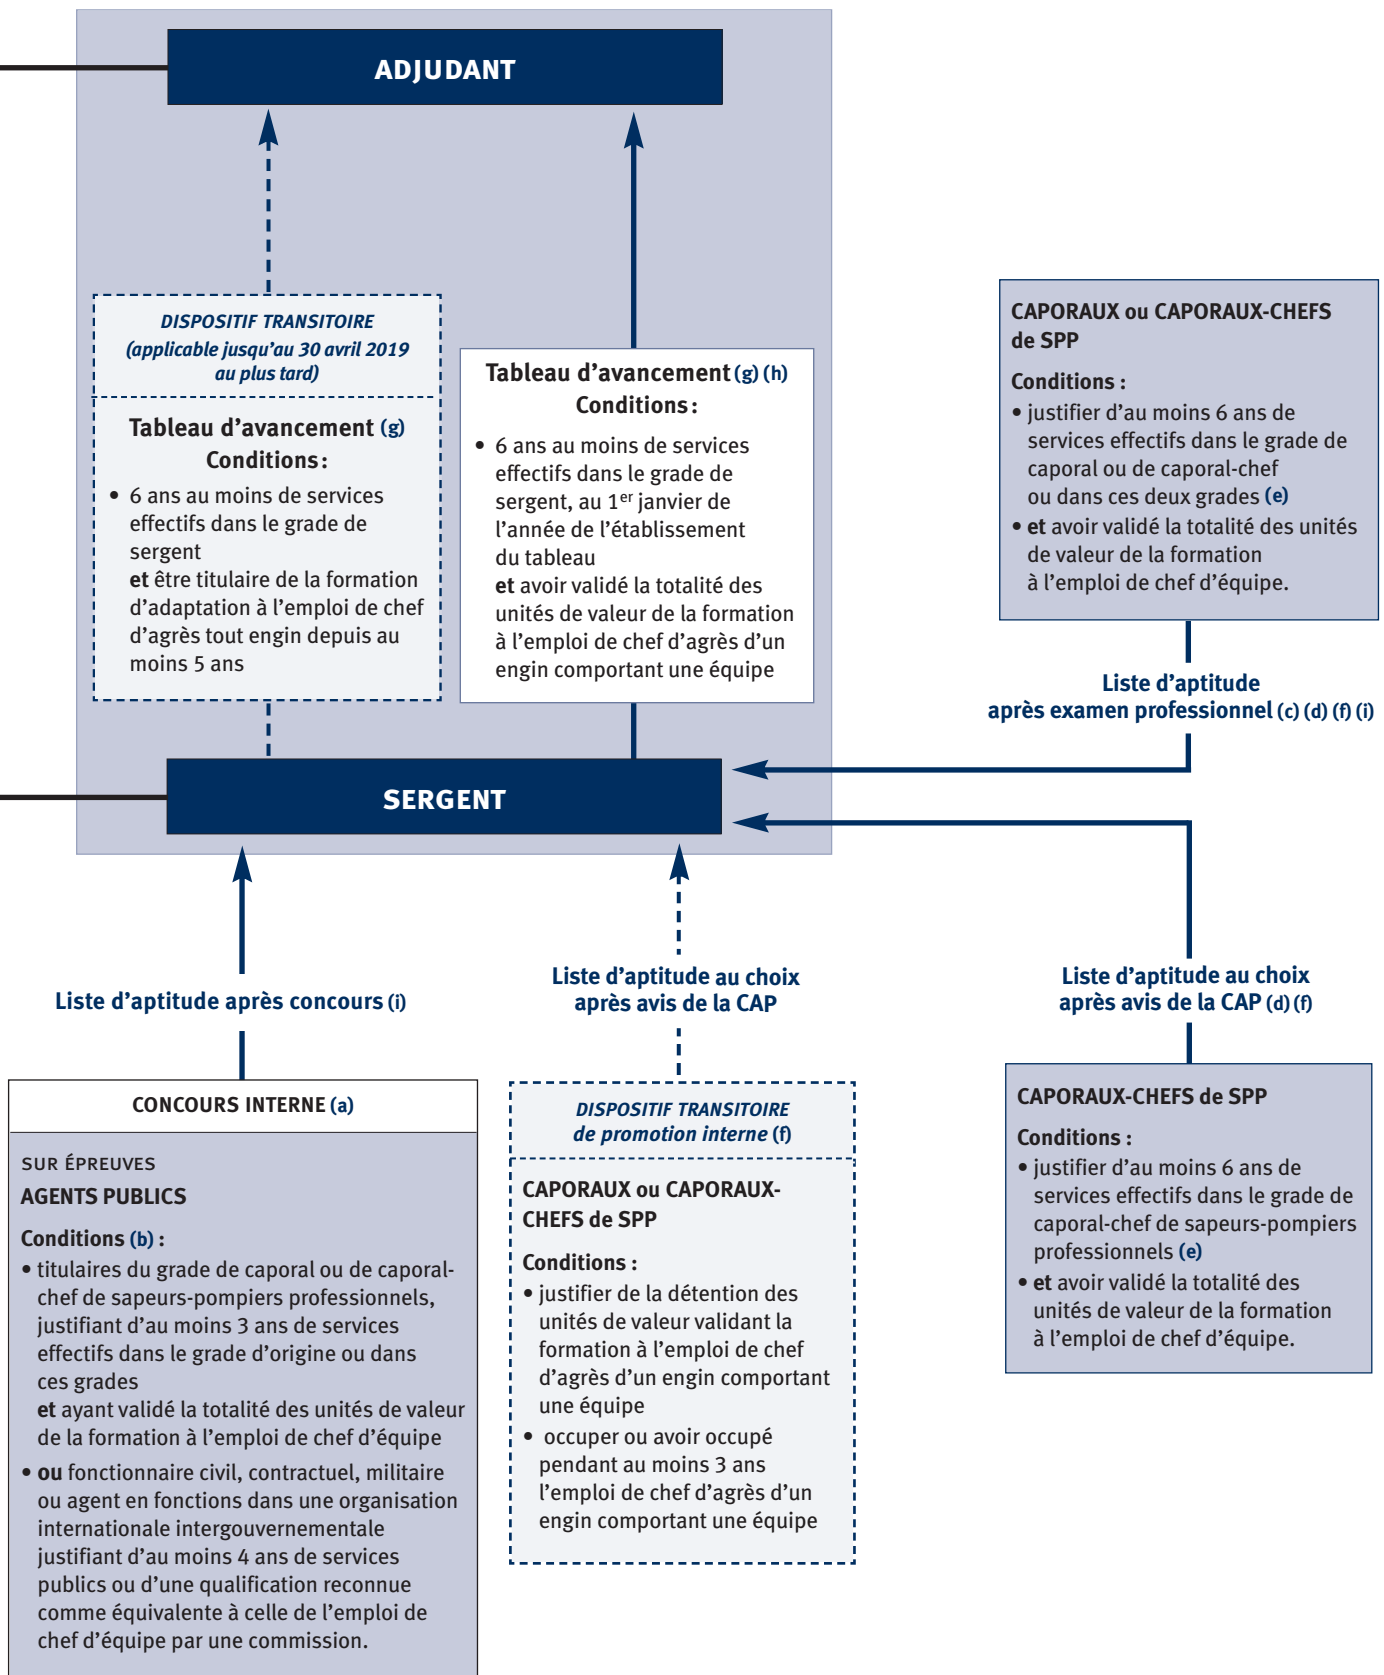 ADJUDANT
DISPOSITIF TRANSITOIRE
(applicable jusqu'au 30 avril 2019
au plus tard)
Tableau d'avancement (g)
Conditions :
• 6 ans au moins de services
effectifs dans le grade de
sergent
et être titulaire de la formation
d'adaptation à l'emploi de chef
d'agrès tout engin depuis au
moins 5 ans
Tableau d'avancement (g) (h)
Conditions :
• 6 ans au moins de services
effectifs dans le grade de
sergent, au 1er janvier de
l'année de l'établissement
du tableau
et avoir validé la totalité des
unités de valeur de la formation
à l'emploi de chef d'agrès d'un
engin comportant une équipe
CAPORAUX ou CAPORAUX-CHEFS
de SPP
Conditions :
• justifier d'au moins 6 ans de
services effectifs dans le grade de
caporal ou de caporal-chef
ou dans ces deux grades (e)
• et avoir validé la totalité des unités
de valeur de la formation
à l'emploi de chef d'équipe.
Liste d'aptitude
après examen professionnel (c) (d) (f) (i)
SERGENT
Liste d'aptitude après concours (i)
Liste d'aptitude au choix
après avis de la CAP
Liste d'aptitude au choix
après avis de la CAP (d) (f)
CONCOURS INTERNE (a)
SUR ÉPREUVES
AGENTS PUBLICS
Conditions (b) :
• titulaires du grade de caporal ou de caporal-
chef de sapeurs-pompiers professionnels,
justifiant d'au moins 3 ans de services
effectifs dans le grade d'origine ou dans
ces grades
et ayant validé la totalité des unités de valeur
de la formation à l'emploi de chef d'équipe
• ou fonctionnaire civil, contractuel, militaire
ou agent en fonctions dans une organisation
internationale intergouvernementale
justifiant d'au moins 4 ans de services
publics ou d'une qualification reconnue
comme équivalente à celle de l'emploi de
chef d'équipe par une commission.
DISPOSITIF TRANSITOIRE
de promotion interne (f)
CAPORAUX ou CAPORAUX-
CHEFS de SPP
Conditions :
• justifier de la détention des
unités de valeur validant la
formation à l'emploi de chef
d'agrès d'un engin comportant
une équipe
• occuper ou avoir occupé
pendant au moins 3 ans
l'emploi de chef d'agrès d'un
engin comportant une équipe
CAPORAUX-CHEFS de SPP
Conditions :
• justifier d'au moins 6 ans de
services effectifs dans le grade de
caporal-chef de sapeurs-pompiers
professionnels (e)
• et avoir validé la totalité des
unités de valeur de la formation
à l'emploi de chef d'équipe.